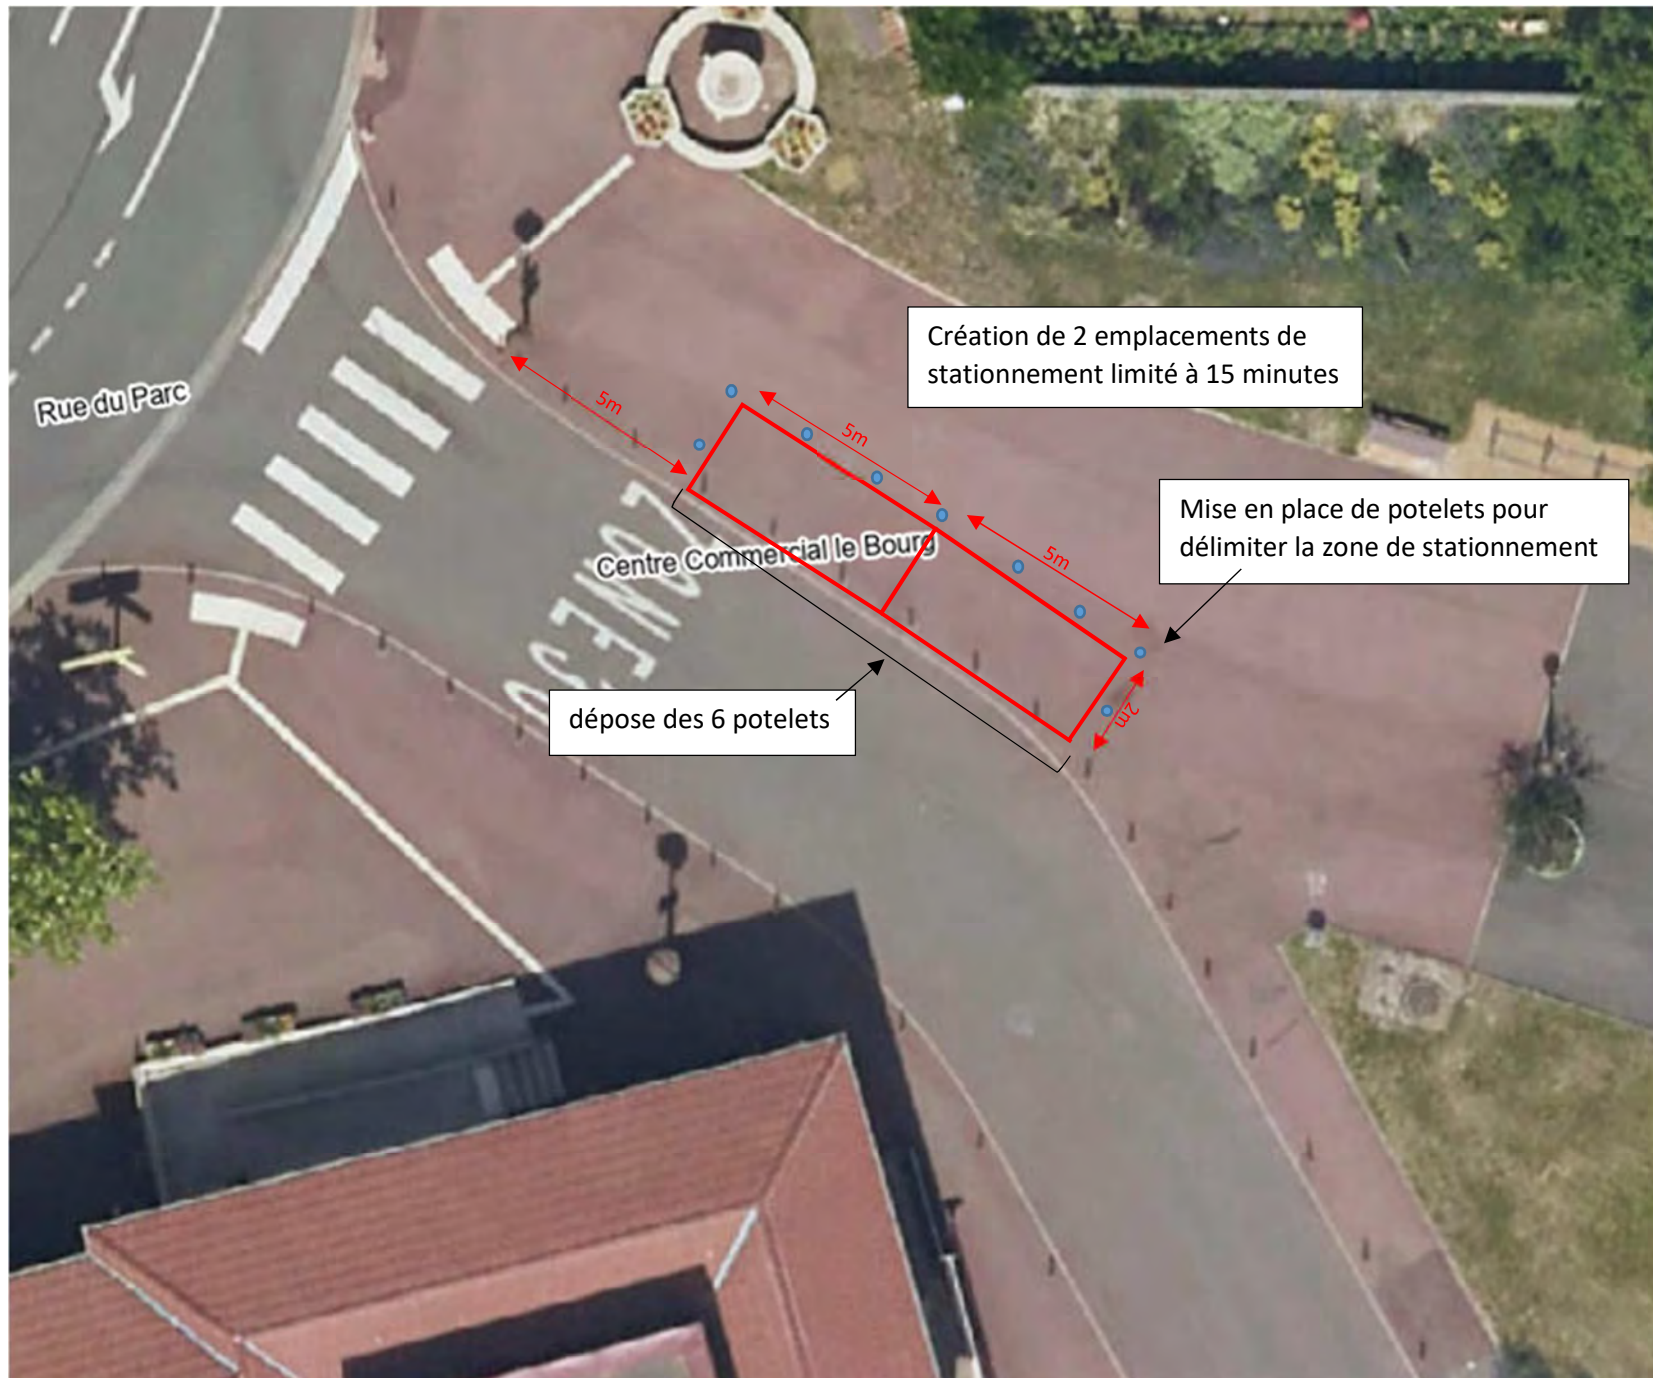 Création de 2 emplacements de
stationnement limité à 15 minutes
Rue du Parc
5m
5m
Mise en place de potelets pour
délimiter la zone de stationnement
5m
Centre Commercial le Bourg
ZONE
dépose des 6 potelets
2m